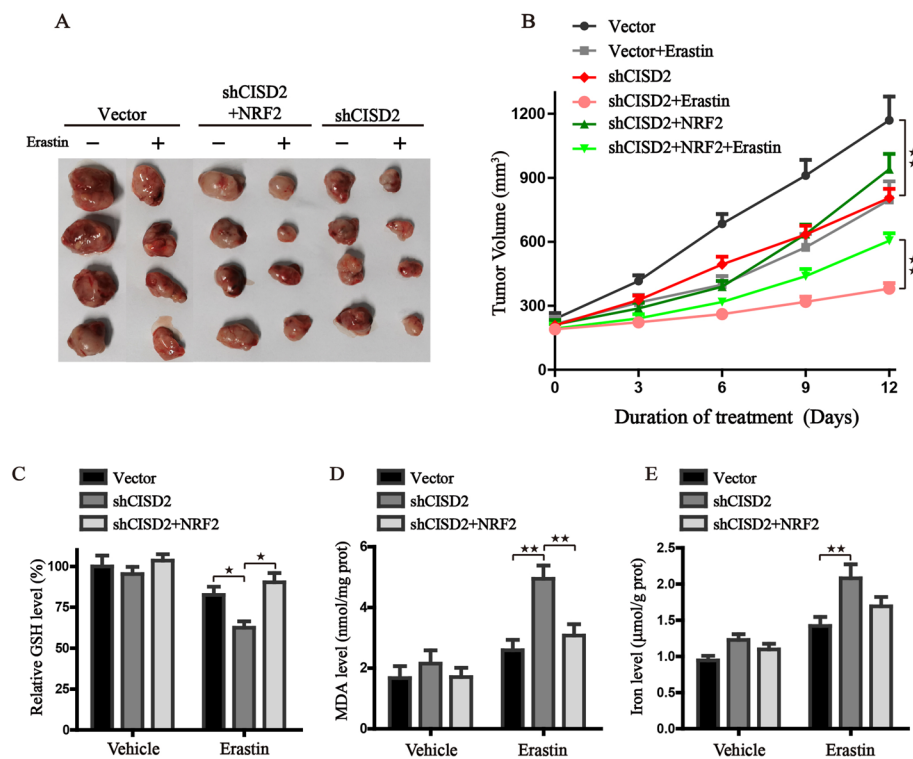 A
shCISD2
+NRF2
Vector
shCISD2
Erastin
− + − + − +
B
Vector
Vector+Erastin
shCISD2
shCISD2+Erastin
shCISD2+NRF2
shCISD2+NRF2+Erastin
Tumor Volume (mm³)
1200
900
600
300
0
0 3 6 9 12
Duration of treatment (Days)
★★
★★
C
Vector
shCISD2
shCISD2+NRF2
Relative GSH level (%)
100
75
50
25
0
★ ★
Vehicle Erastin
D
Vector
shCISD2
shCISD2+NRF2
MDA level (nmol/mg prot)
6
4
2
0
★★ ★★
Vehicle Erastin
E
Vector
shCISD2
shCISD2+NRF2
Iron level (μmol/g prot)
2.5
2.0
1.5
1.0
0.5
0.0
★★
Vehicle Erastin